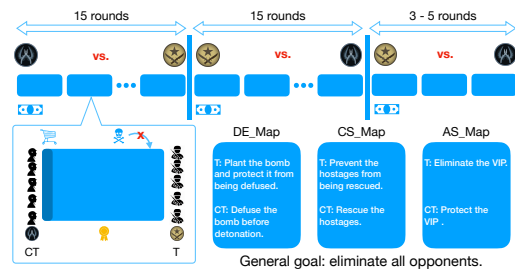 15 rounds
15 rounds
3 - 5 rounds
vs.
vs.
vs.
DE_Map
CS_Map
AS_Map
T: Plant the bomb
and protect it from
being defused.
CT: Defuse the
bomb before
detonation.
T: Prevent the
hostages from
being rescued.
CT: Rescue the
hostages.
T: Eliminate the VIP.
CT: Protect the
VIP .
x
CT
T
General goal: eliminate all opponents.